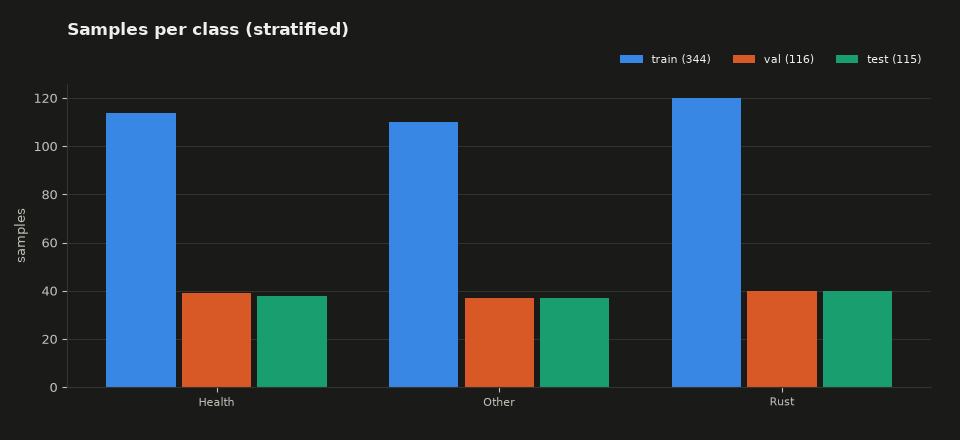 Samples per class (stratified)
train (344) val (116) test (115)
samples
120
100
80
60
40
20
0
Health Other Rust